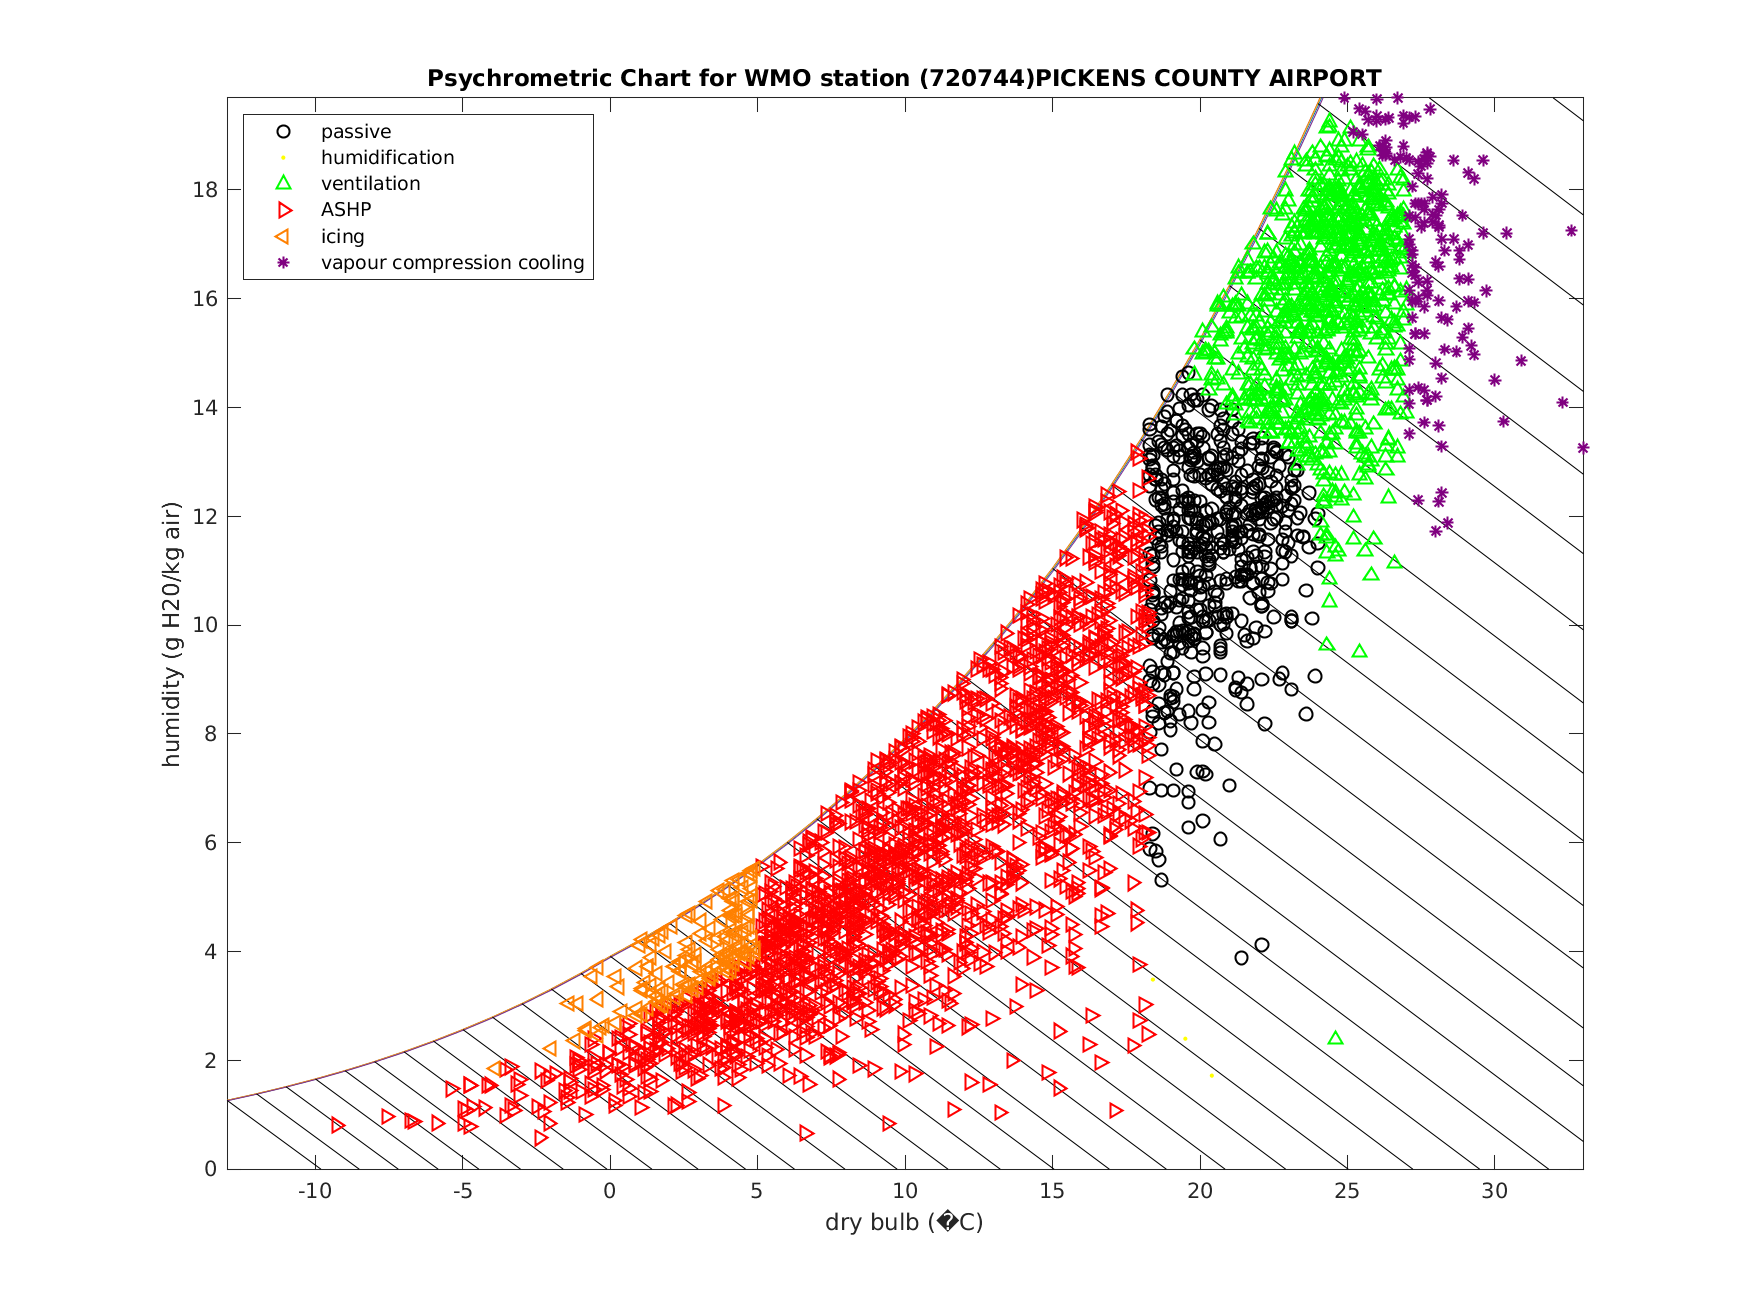 Psychrometric Chart for WMO station (720744)PICKENS COUNTY AIRPORT
passive
humidification
ventilation
ASHP
icing
vapour compression cooling
humidity (g H20/kg air)
18
16
14
12
10
8
6
4
2
0
-10 -5 0 5 10 15 20 25 30
dry bulb (�C)